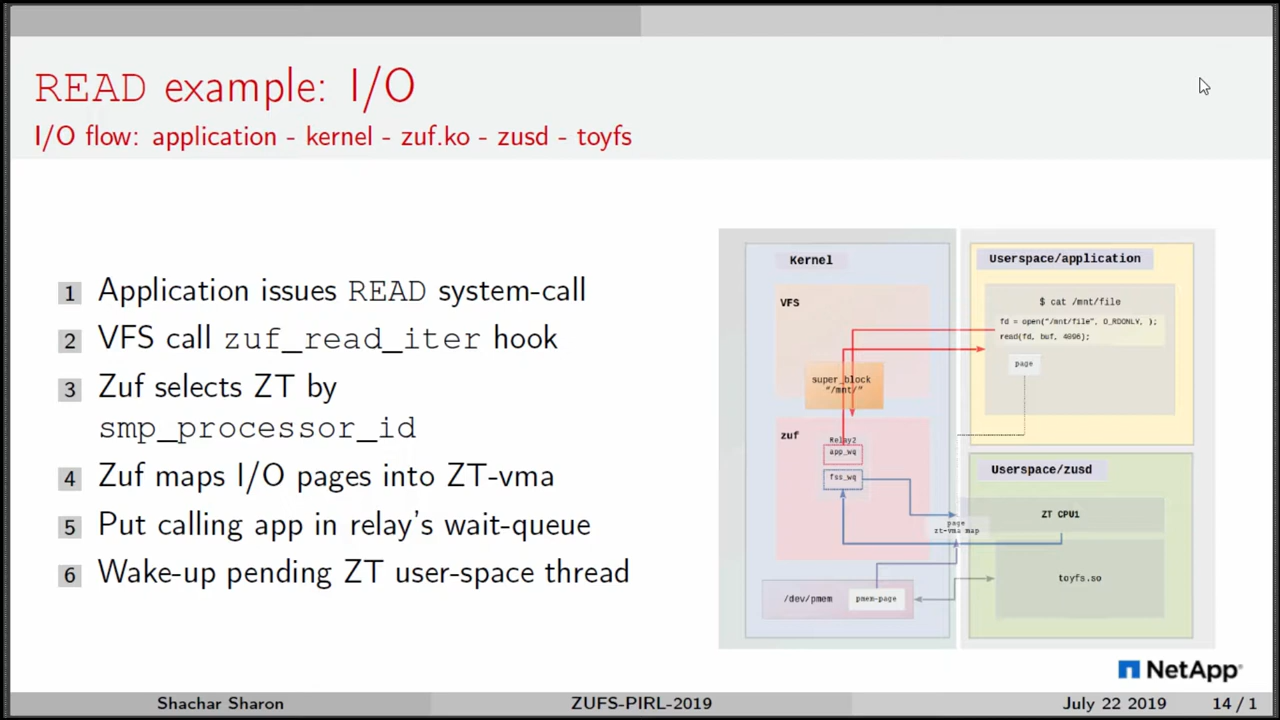 READ example: I/O
I/O flow: application - kernel - zuf.ko - zusd - toyfs
1 Application issues READ system-call
2 VFS call zuf_read_iter hook
3 Zuf selects ZT by
smp_processor_id
4 Zuf maps I/O pages into ZT-vma
5 Put calling app in relay's wait-queue
6 Wake-up pending ZT user-space thread
Kernel
VFS
super_block
"/mnt/"
zuf
Relay2
app_wq
fss_wq
/dev/pmem
pmem-page
page
zt-vma map
Userspace/application
$ cat /mnt/file
fd = open("/mnt/file", O_RDONLY, );
read(fd, buf, 4096);
page
Userspace/zusd
ZT CPU1
toyfs.so
NetApp
Shachar Sharon
ZUFS-PIRL-2019
July 22 2019
14 / 1